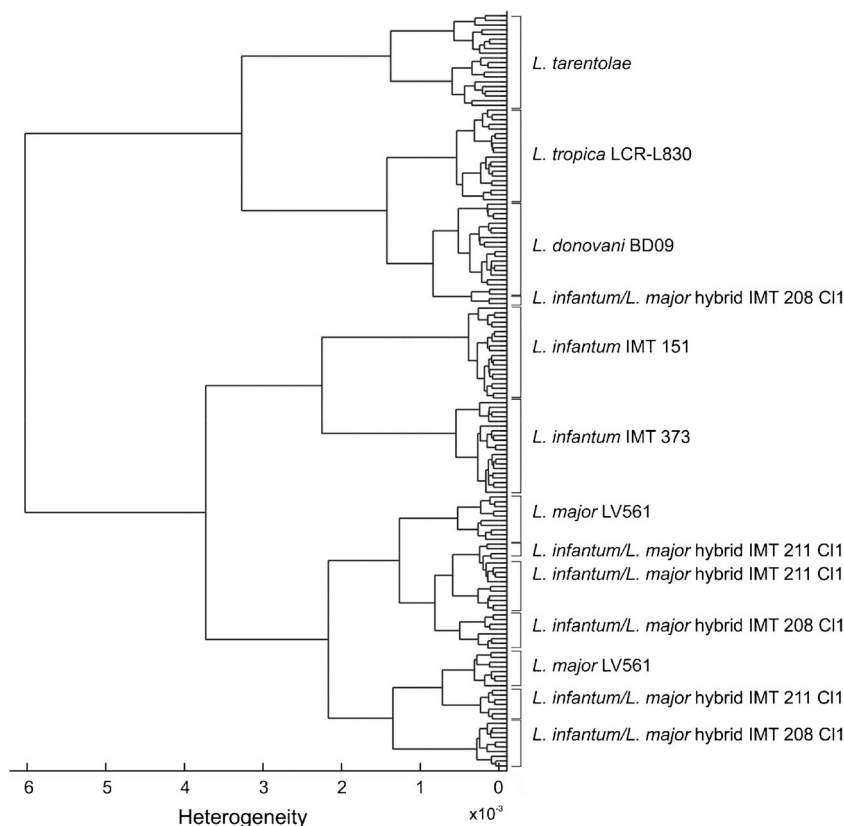 L. tarentolae
L. tropica LCR-L830
L. donovani BD09
L. infantum/L. major hybrid IMT 208 Cl1
L. infantum IMT 151
L. infantum IMT 373
L. major LV561
L. infantum/L. major hybrid IMT 211 Cl1
L. infantum/L. major hybrid IMT 211 Cl1
L. infantum/L. major hybrid IMT 208 Cl1
L. major LV561
L. infantum/L. major hybrid IMT 211 Cl1
L. infantum/L. major hybrid IMT 208 Cl1
6 5 4 3 2 1 0
Heterogeneity x10⁻³